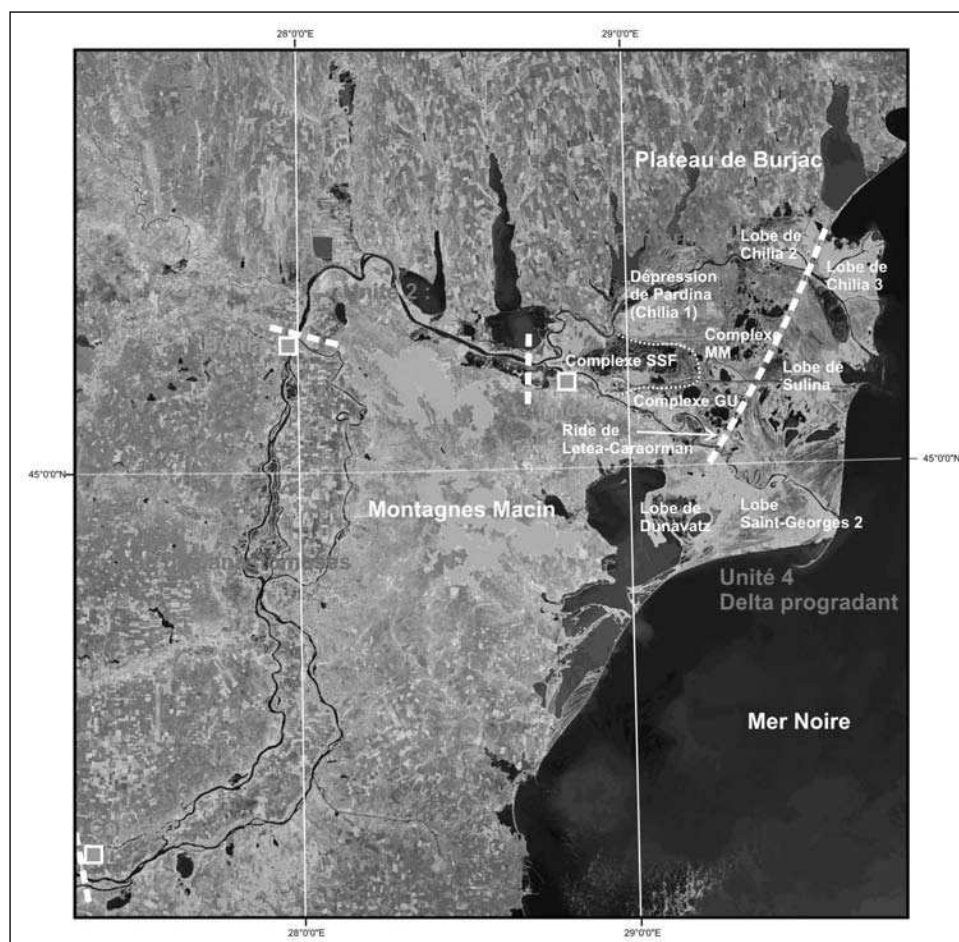 28°0'0"E
29°0'0"E
Plateau de Burjac
Lobe de
Chilia 2
Lobe de
Chilia 3
Dépression
de Pardina
(Chilia 1)
2
Complexe
MM
Complexe SSF
Lobe de
Sulina
Complexe GU
Ride de
Letea-Caraorman
45°0'0"N
45°0'0"N
Montagnes Macin
Lobe de
Dunavatz
Lobe
Saint-Georges 2
Unité 4
Delta progradant
Mer Noire
28°0'0"E
29°0'0"E